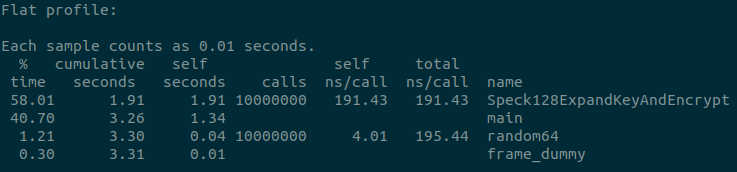 Flat profile:
Each sample counts as 0.01 seconds.
% cumulative self self total
time seconds seconds calls ns/call ns/call name
58.01 1.91 1.91 10000000 191.43 191.43 Speck128ExpandKeyAndEncrypt
40.70 3.26 1.34 main
1.21 3.30 0.04 10000000 4.01 195.44 random64
0.30 3.31 0.01 frame_dummy